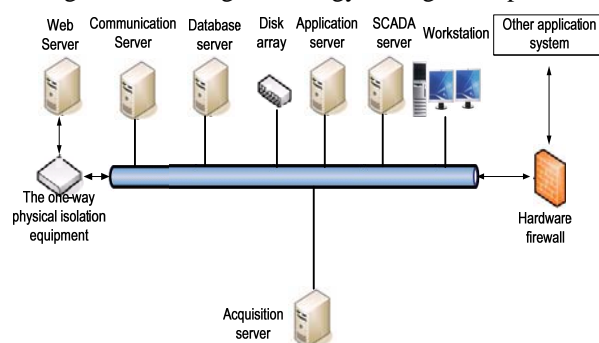 Web
Server
Communication
Server
Database
server
Disk
array
Application
server
SCADA
server
Workstation
Other application
system
The one-way
physical isolation
equipment
Hardware
firewall
Acquisition
server